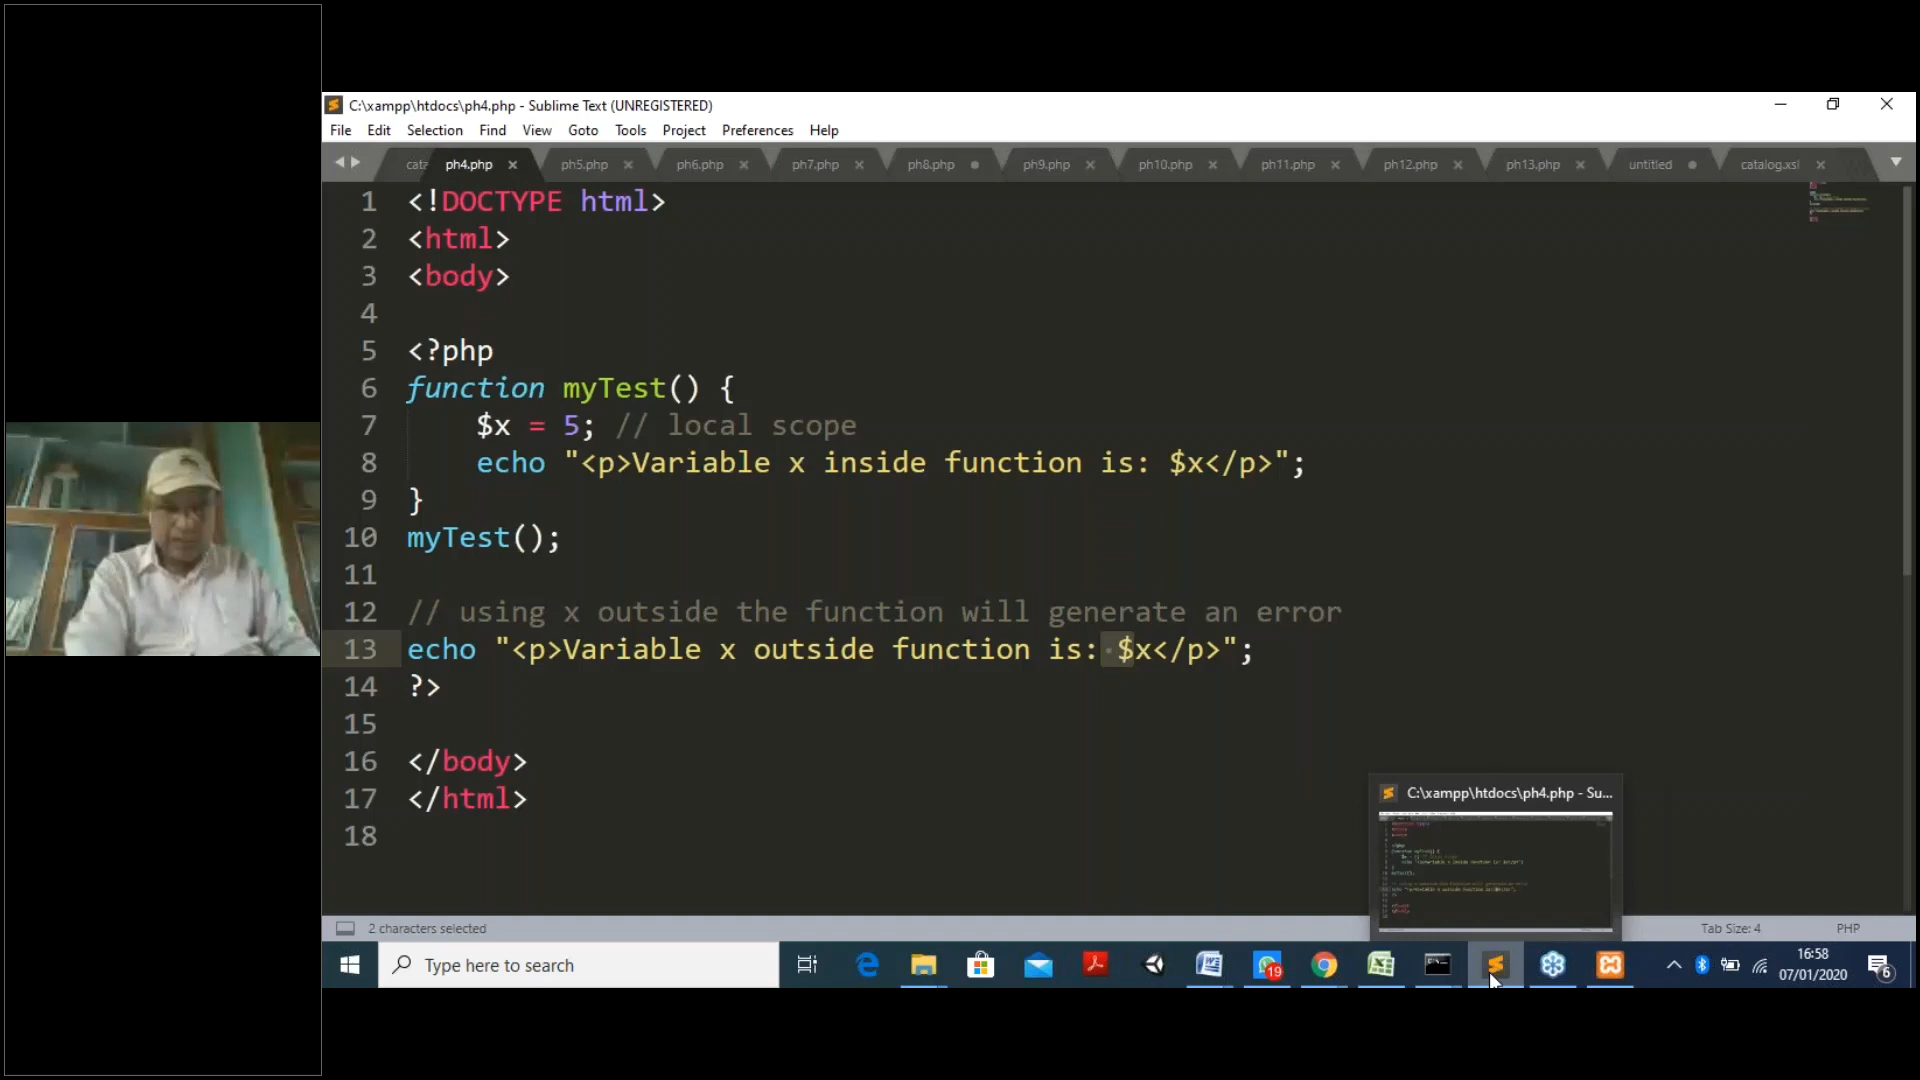 C:\xampp\htdocs\ph4.php - Sublime Text (UNREGISTERED)
File Edit Selection Find View Goto Tools Project Preferences Help
cata ph4.php ph5.php ph6.php ph7.php ph8.php ph9.php ph10.php ph11.php ph12.php ph13.php untitled catalog.xsl
1 <!DOCTYPE html>
2 <html>
3 <body>
4
5 <?php
6 function myTest() {
7 $x = 5; // local scope
8 echo "<p>Variable x inside function is: $x</p>";
9 }
10 myTest();
11
12 // using x outside the function will generate an error
13 echo "<p>Variable x outside function is: $x</p>";
14 ?>
15
16 </body>
17 </html>
18
C:\xampp\htdocs\ph4.php - Su...
2 characters selected
Tab Size: 4
PHP
Type here to search
19
16:58
07/01/2020
6